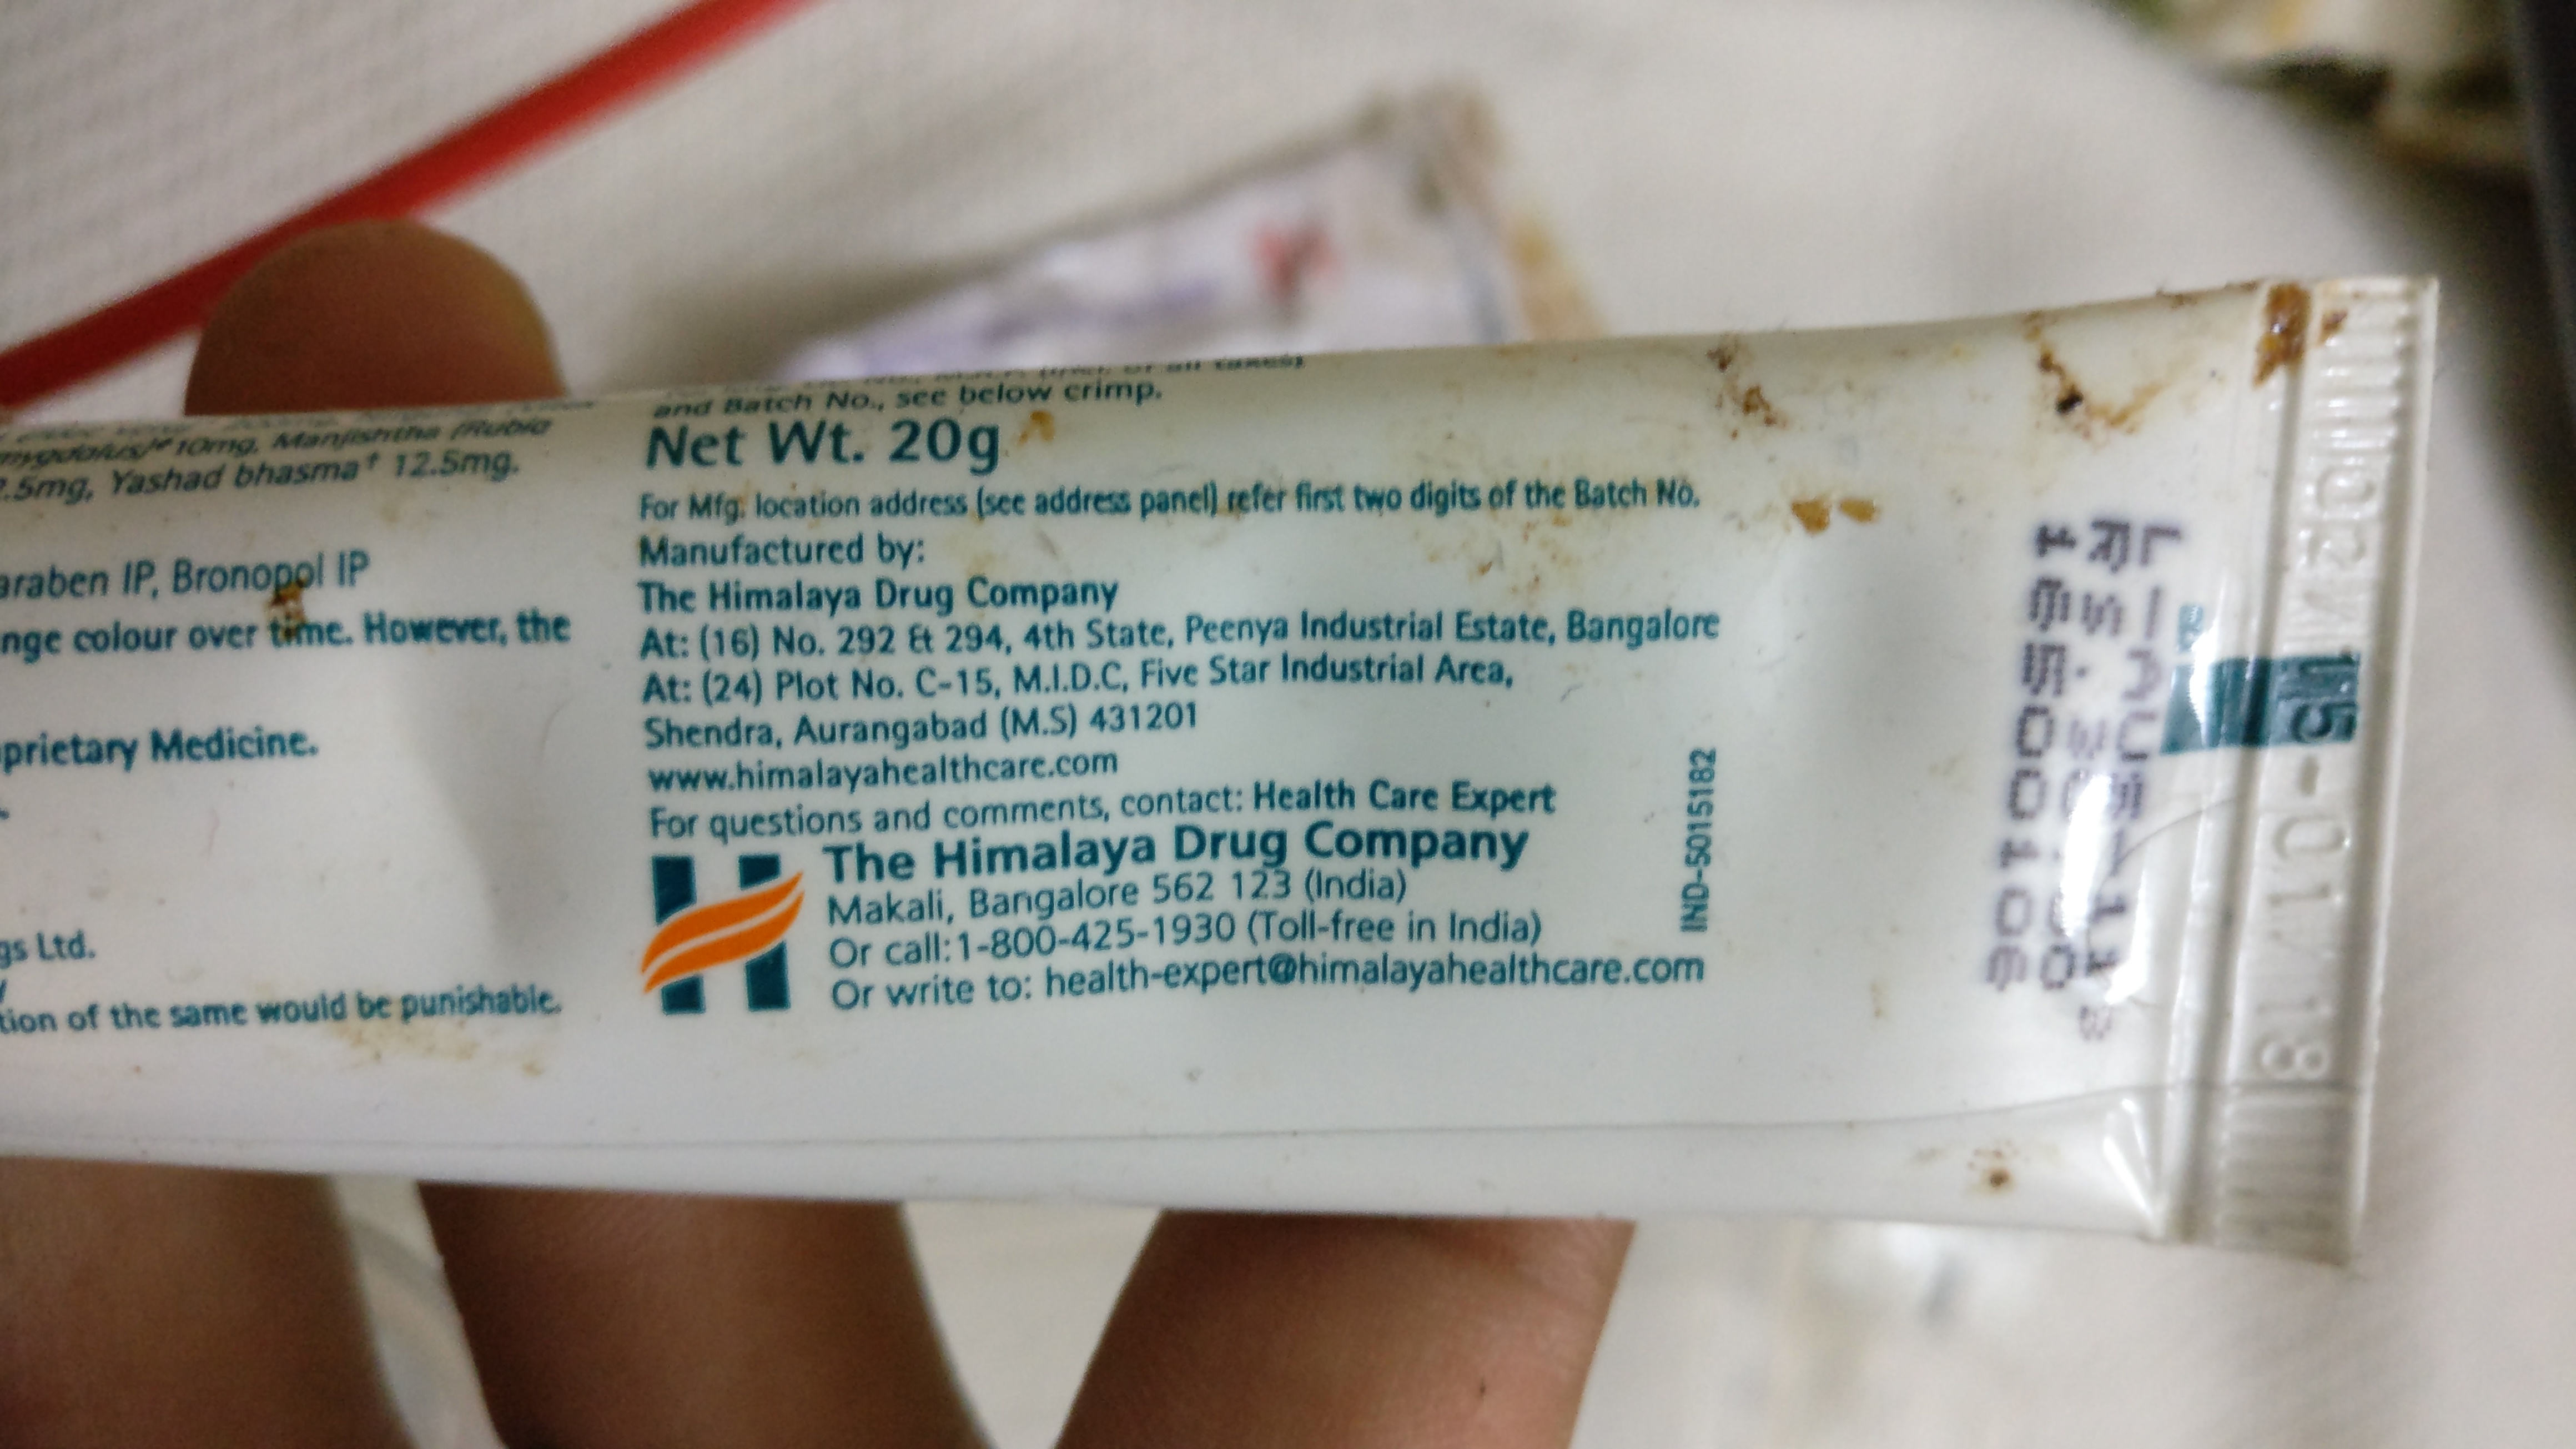 10mg, Manjishtha (Rubia
.5mg, Yashad bhasma† 12.5mg.
araben IP, Bronopol IP
nge colour over time. However, the
prietary Medicine.
gs Ltd.
tion of the same would be punishable.
and Batch No., see below crimp.
Net Wt. 20g
For Mfg. location address (see address panel) refer first two digits of the Batch No.
Manufactured by:
The Himalaya Drug Company
At: (16) No. 292 & 294, 4th State, Peenya Industrial Estate, Bangalore
At: (24) Plot No. C-15, M.I.D.C, Five Star Industrial Area,
Shendra, Aurangabad (M.S) 431201
www.himalayahealthcare.com
For questions and comments, contact: Health Care Expert
The Himalaya Drug Company
Makali, Bangalore 562 123 (India)
Or call:1-800-425-1930 (Toll-free in India)
Or write to: health-expert@himalayahealthcare.com
IND-5015182